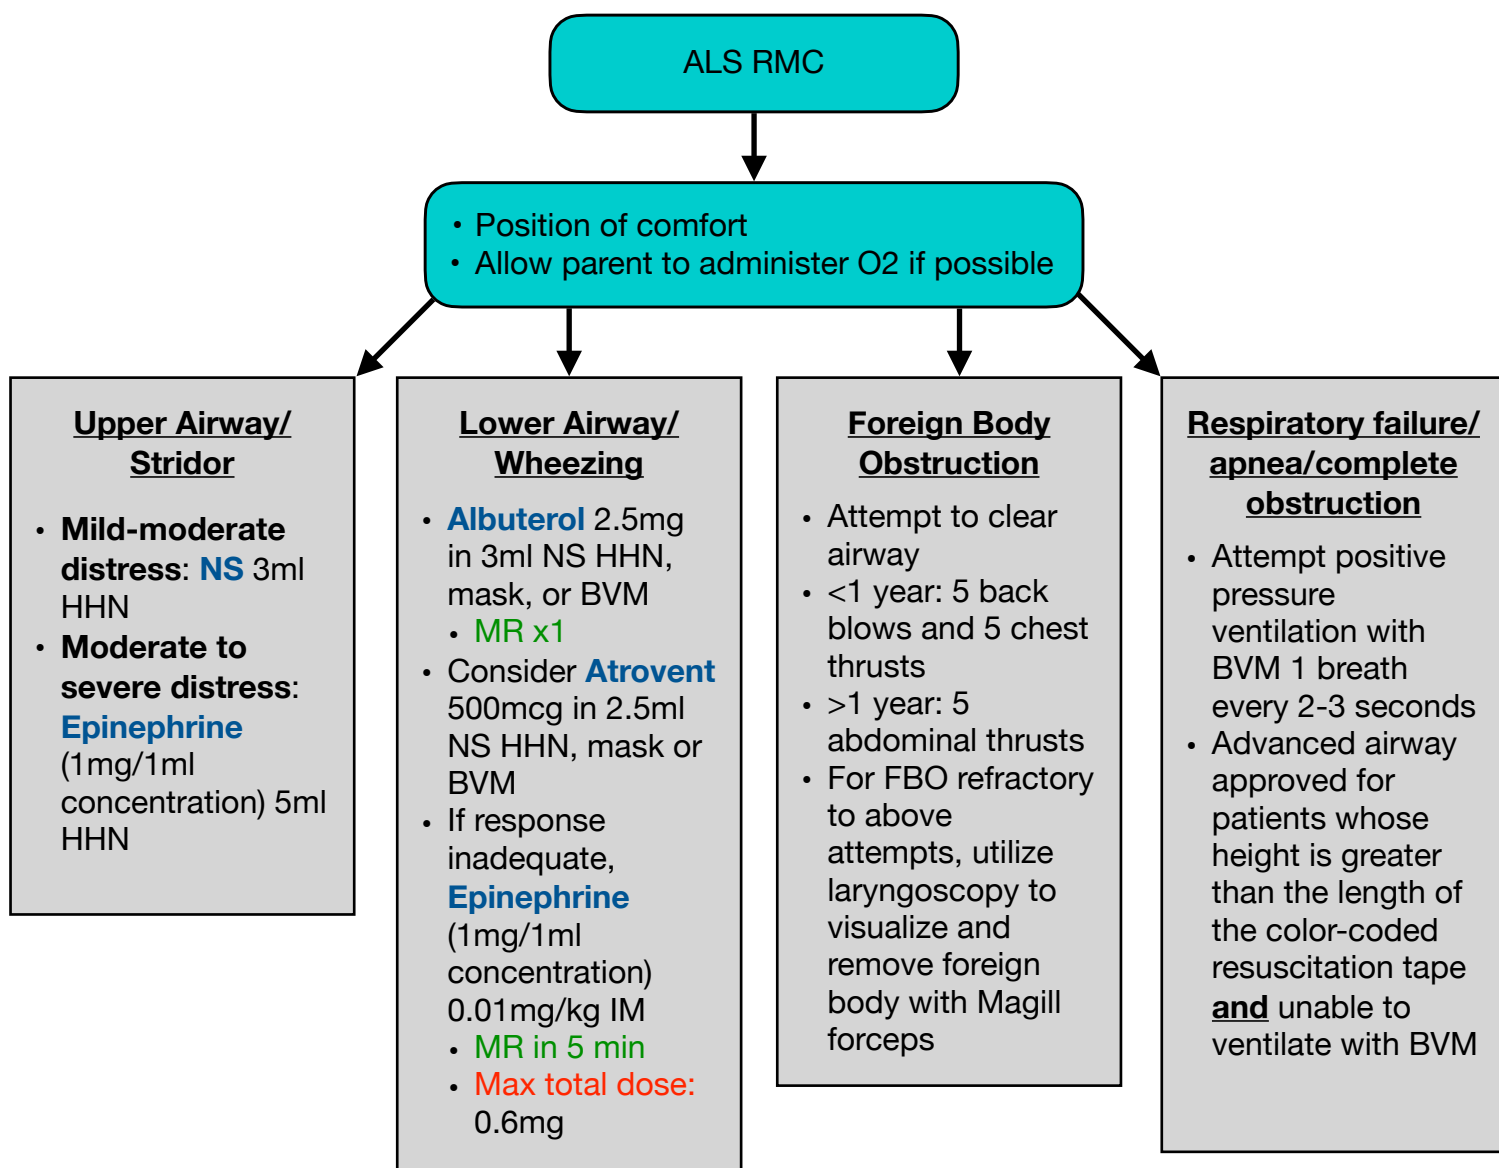 ALS RMC
• Position of comfort
• Allow parent to administer O2 if possible
Upper Airway/
Stridor
• Mild-moderate
distress: NS 3ml
HHN
• Moderate to
severe distress:
Epinephrine
(1mg/1ml
concentration) 5ml
HHN
Lower Airway/
Wheezing
• Albuterol 2.5mg
in 3ml NS HHN,
mask, or BVM
• MR x1
• Consider Atrovent
500mcg in 2.5ml
NS HHN, mask or
BVM
• If response
inadequate,
Epinephrine
(1mg/1ml
concentration)
0.01mg/kg IM
• MR in 5 min
• Max total dose:
0.6mg
Foreign Body
Obstruction
• Attempt to clear
airway
• <1 year: 5 back
blows and 5 chest
thrusts
• >1 year: 5
abdominal thrusts
• For FBO refractory
to above
attempts, utilize
laryngoscopy to
visualize and
remove foreign
body with Magill
forceps
Respiratory failure/
apnea/complete
obstruction
• Attempt positive
pressure
ventilation with
BVM 1 breath
every 2-3 seconds
• Advanced airway
approved for
patients whose
height is greater
than the length of
the color-coded
resuscitation tape
and unable to
ventilate with BVM